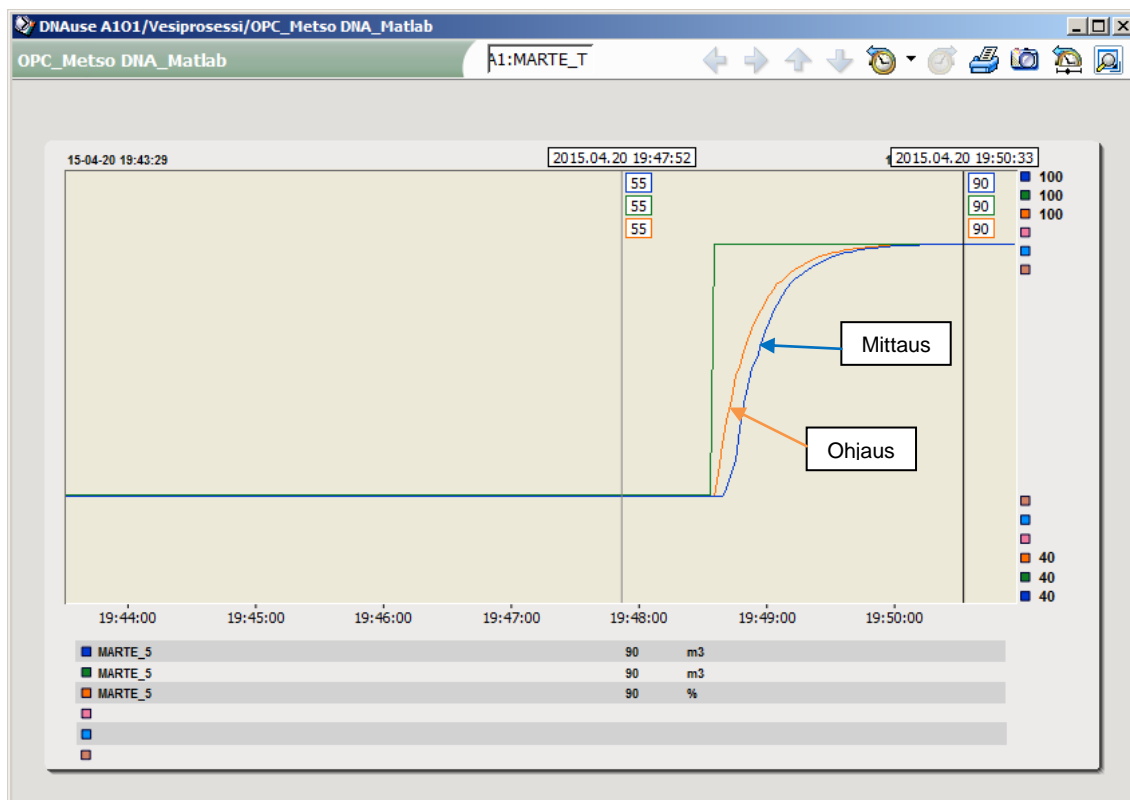 DNAuse A101/Vesiprosessi/OPC_Metso DNA_Matlab
OPC_Metso DNA_Matlab
A1:MARTE_T
15-04-20 19:43:29
2015.04.20 19:47:52
2015.04.20 19:50:33
55
90
100
55
90
100
55
90
100
Mittaus
Ohjaus
40
40
40
19:44:00
19:45:00
19:46:00
19:47:00
19:48:00
19:49:00
19:50:00
MARTE_5 90 m3
MARTE_5 90 m3
MARTE_5 90 %